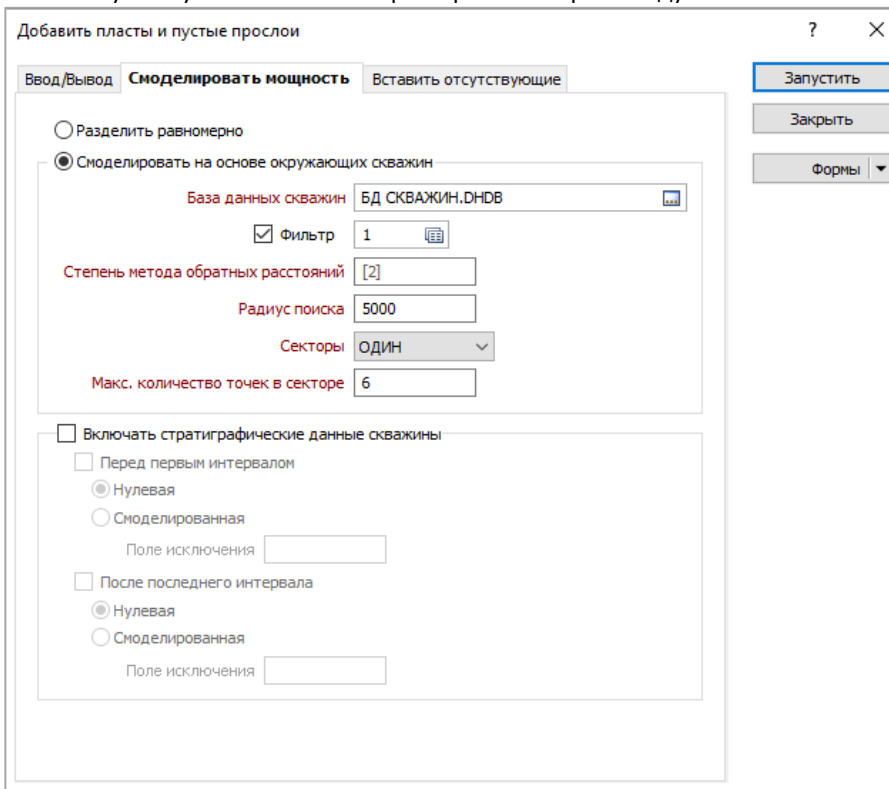 Добавить пласты и пустые прослои ? ×
Ввод/Вывод Смоделировать мощность Вставить отсутствующие
Запустить
Закрыть
Формы
Разделить равномерно
Смоделировать на основе окружающих скважин
База данных скважин БД СКВАЖИН.DHDB
Фильтр 1
Степень метода обратных расстояний [2]
Радиус поиска 5000
Секторы ОДИН
Макс. количество точек в секторе 6
Включать стратиграфические данные скважины
Перед первым интервалом
Нулевая
Смоделированная
Поле исключения
После последнего интервала
Нулевая
Смоделированная
Поле исключения